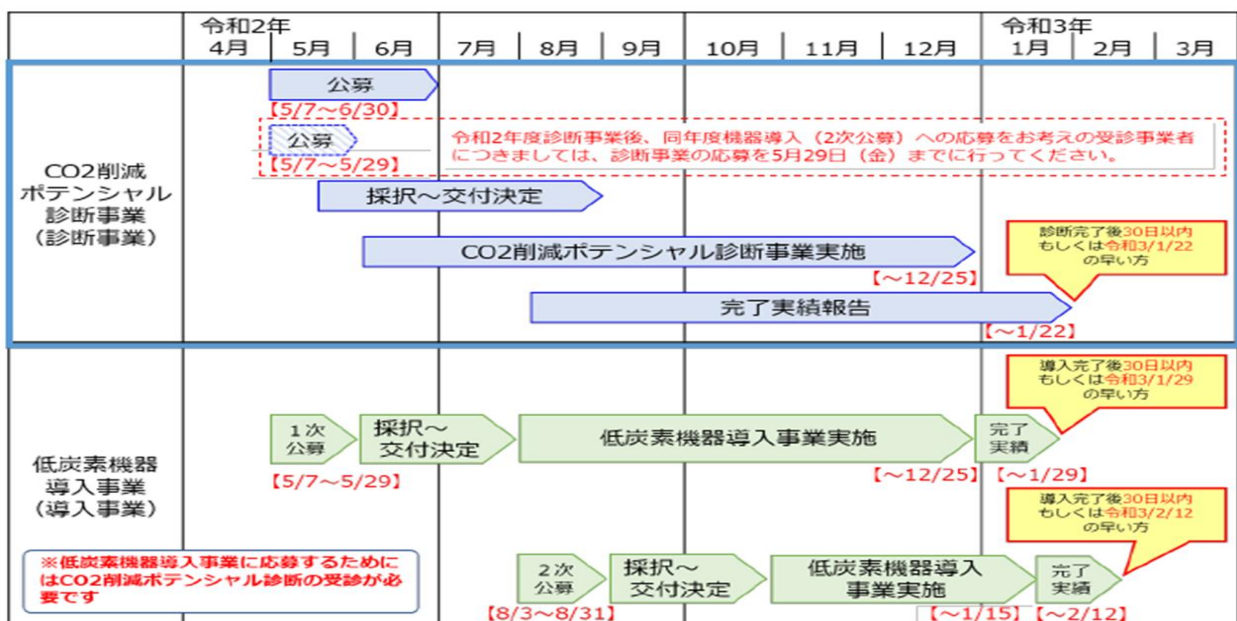 令和2年
令和3年
4月 5月 6月 7月 8月 9月 10月 11月 12月 1月 2月 3月
CO2削減
ポテンシャル
診断事業
(診断事業)
公募
【5/7～6/30】
公募
【5/7～5/29】
令和2年度診断事業後、同年度機器導入（2次公募）への応募をお考えの受診事業者
につきましては、診断事業の応募を5月29日（金）までに行ってください。
採択～交付決定
CO2削減ポテンシャル診断事業実施
【～12/25】
診断完了後30日以内
もしくは令和3/1/22
の早い方
完了実績報告
【～1/22】
低炭素機器
導入事業
(導入事業)
1次
公募
【5/7～5/29】
採択～
交付決定
低炭素機器導入事業実施
【～12/25】
完了
実績
【～1/29】
導入完了後30日以内
もしくは令和3/1/29
の早い方
※低炭素機器導入事業に応募するためにはCO2削減ポテンシャル診断の受診が必要です
2次
公募
【8/3～8/31】
採択～
交付決定
低炭素機器導入
事業実施
【～1/15】
完了
実績
【～2/12】
導入完了後30日以内
もしくは令和3/2/12
の早い方